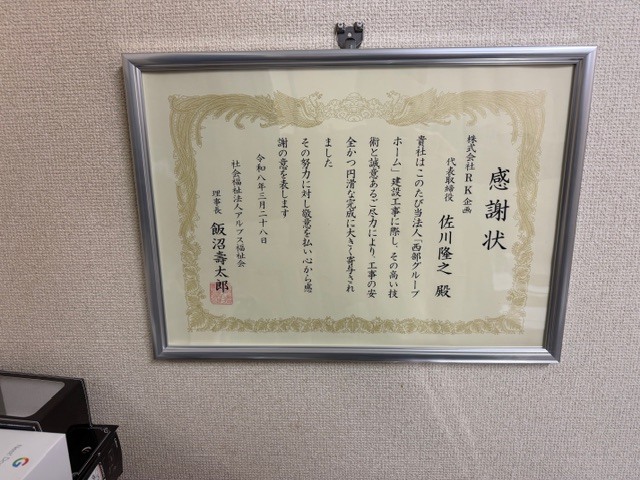 感謝状
株式会社RK企画
代表取締役 佐川隆之 殿
貴社は このたび当法人「西部グループ
ホーム」建設工事に際し、その高い技
術と誠意あるご尽力により、工事の安
全かつ円滑な完成に大きく寄与され
ました
その努力に対し敬意を払い心から感
謝の意を表します
令和八年三月二十八日
社会福祉法人アルプス福祉会
理事長 飯沼壽太郎